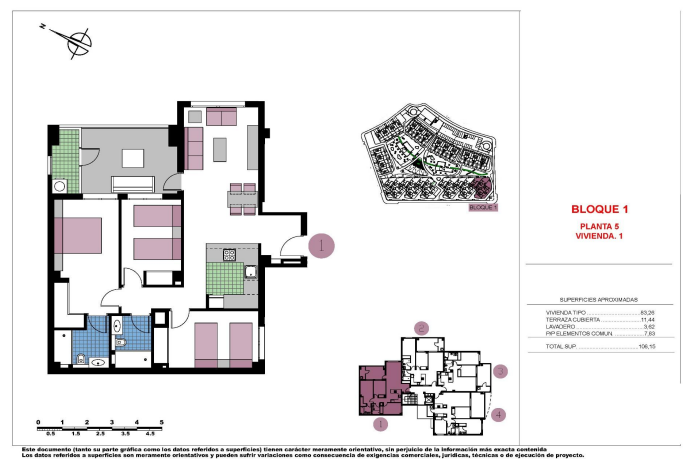 N
1
BLOQUE 1
BLOQUE 1
PLANTA 5
VIVIENDA. 1
SUPERFICIES APROXIMADAS
VIVIENDA TIPO ..................... 83,26
TERRAZA CUBIERTA ..................... 11,44
LAVADERO ..................... 3,62
P/P ELEMENTOS COMUN. ........... 7,83
TOTAL SUP. ..................... 106,15
2
3
4
1
0 1 2 3 4 5
0.5 1.5 2.5 3.5 4.5
Este documento (tanto su parte gráfica como los datos referidos a superficies) tienen carácter meramente orientativo, sin perjuicio de la información más exacta contenida
Los datos referidos a superficies son meramente orientativos y pueden sufrir variaciones como consecuencia de exigencias comerciales, jurídicas, técnicas o de ejecución de proyecto.